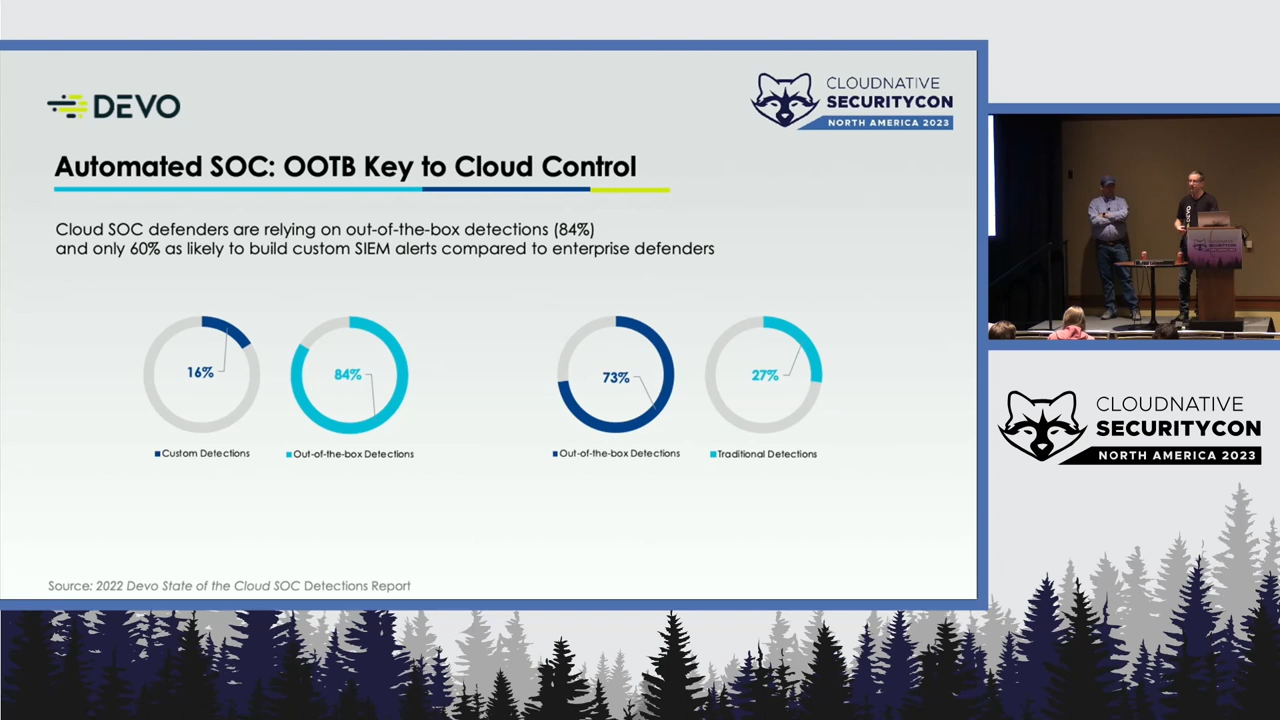 DEVO
CLOUDNATIVE
SECURITYCON
NORTH AMERICA 2023
Automated SOC: OOTB Key to Cloud Control
Cloud SOC defenders are relying on out-of-the-box detections (84%)
and only 60% as likely to build custom SIEM alerts compared to enterprise defenders
16%
84%
73%
27%
Custom Detections
Out-of-the-box Detections
Out-of-the-box Detections
Traditional Detections
Source: 2022 Devo State of the Cloud SOC Detections Report
DEVO
CLOUDNATIVE
SECURITYCON
NORTH AMERICA 2023